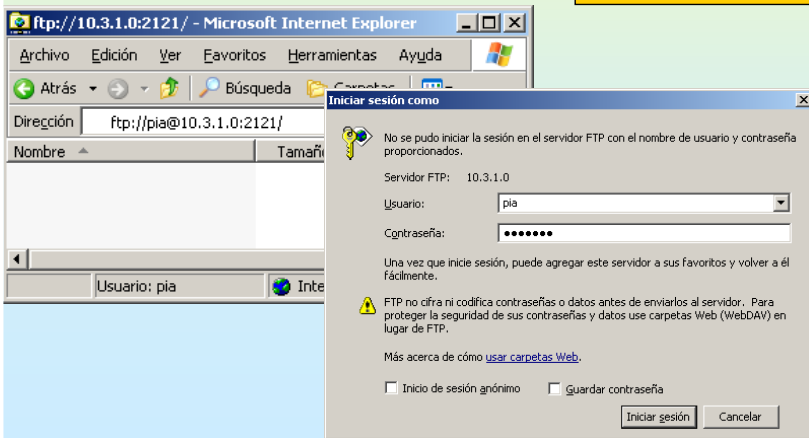 ftp://10.3.1.0:2121/ - Microsoft Internet Explorer
Archivo Edición Ver Favoritos Herramientas Ayuda
Atrás Búsqueda Carpetas
Dirección ftp://pia@10.3.1.0:2121/
Nombre Tamaño
Usuario: pia
Iniciar sesión como
No se pudo iniciar la sesión en el servidor FTP con el nombre de usuario y contraseña
proporcionados.
Servidor FTP: 10.3.1.0
Usuario: pia
Contraseña: •••••••
Una vez que inicie sesión, puede agregar este servidor a sus favoritos y volver a él
fácilmente.
FTP no cifra ni codifica contraseñas o datos antes de enviarlos al servidor. Para
proteger la seguridad de sus contraseñas y datos use carpetas Web (WebDAV) en
lugar de FTP.
Más acerca de cómo usar carpetas Web.
Inicio de sesión anónimo Guardar contraseña
Iniciar sesión Cancelar